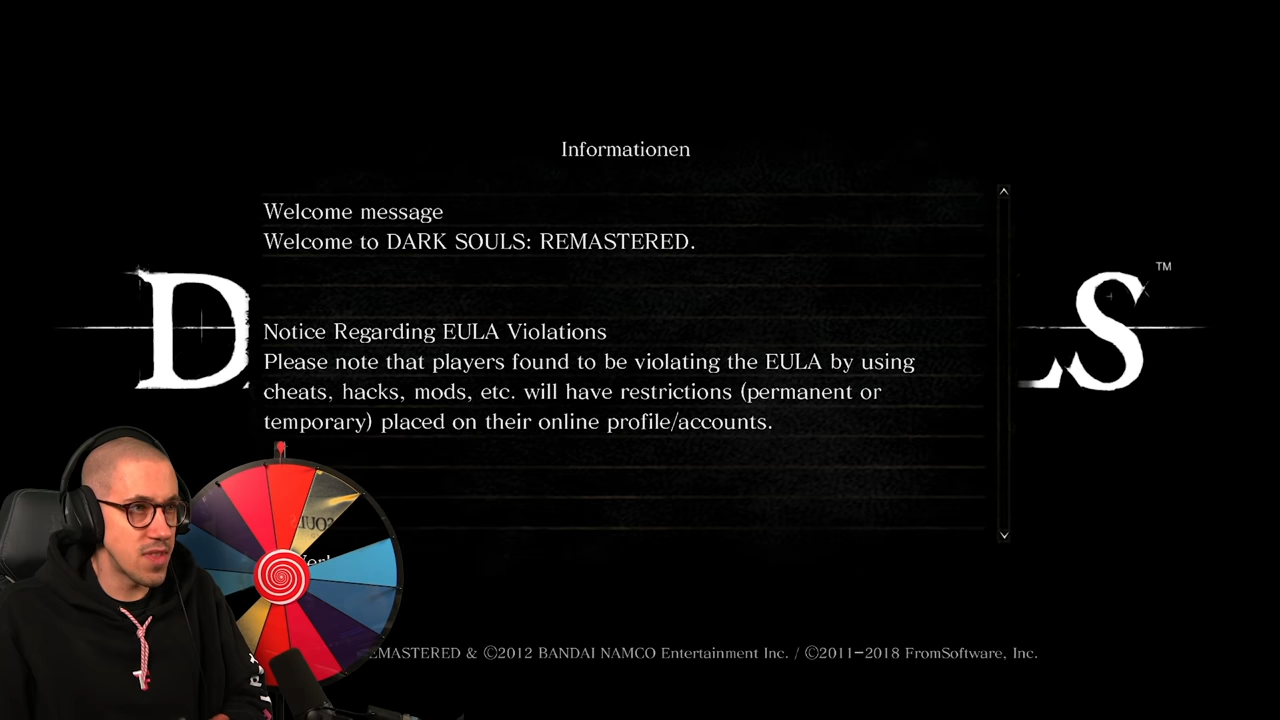 Informationen
Welcome message
Welcome to DARK SOULS: REMASTERED.
Notice Regarding EULA Violations
Please note that players found to be violating the EULA by using
cheats, hacks, mods, etc. will have restrictions (permanent or
temporary) placed on their online profile/accounts.
D S ™
EMASTERED & ©2012 BANDAI NAMCO Entertainment Inc. / ©2011-2018 FromSoftware, Inc.